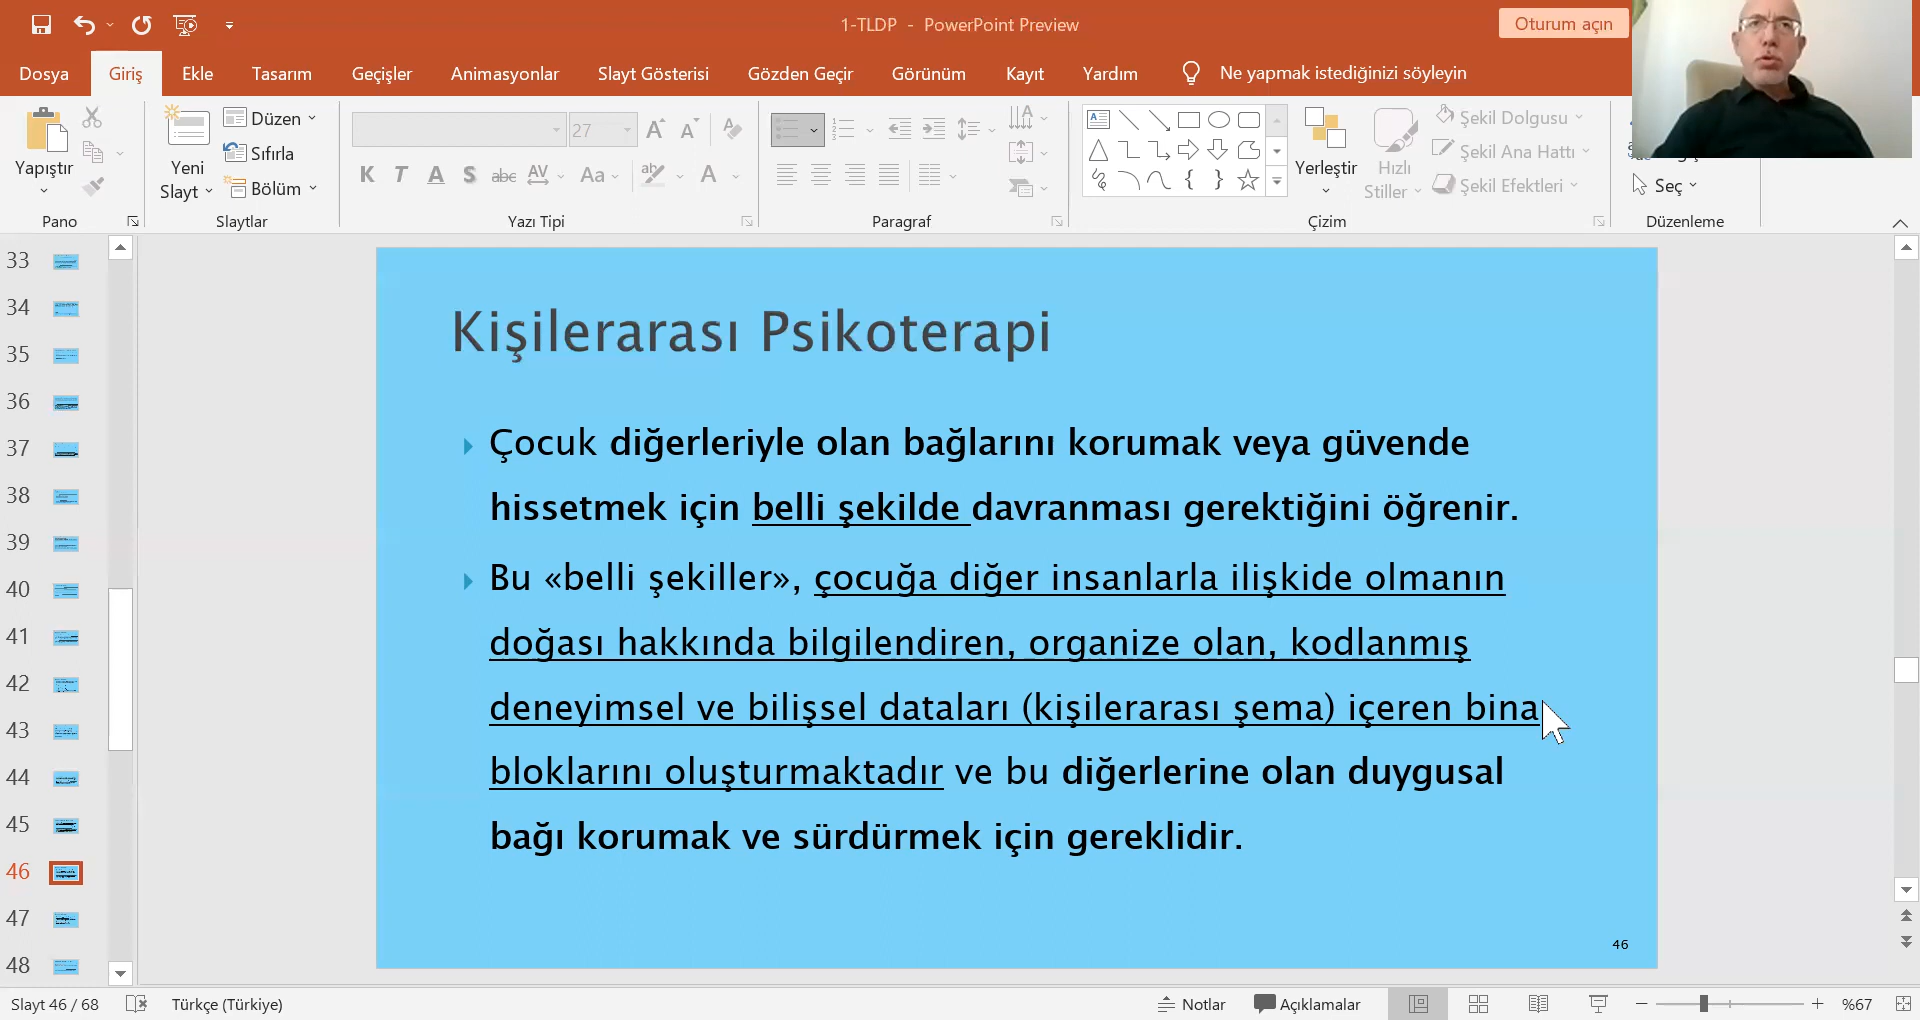 1-TLDP - PowerPoint Preview
Oturum açın
Dosya
Giriş
Ekle
Tasarım
Geçişler
Animasyonlar
Slayt Gösterisi
Gözden Geçir
Görünüm
Kayıt
Yardım
Ne yapmak istediğinizi söyleyin
Yapıştır
Pano
Yeni
Slayt
Düzen
Sıfırla
Bölüm
Slaytlar
27
K T A S abc AV Aa A
Yazı Tipi
Paragraf
Yerleştir
Hızlı
Stiller
Şekil Dolgusu
Şekil Ana Hattı
Şekil Efektleri
Çizim
Seç
Düzenleme
33
34
35
36
37
38
39
40
41
42
43
44
45
46
47
48
Kişilerarası Psikoterapi
Çocuk diğerleriyle olan bağlarını korumak veya güvende
hissetmek için belli şekilde davranması gerektiğini öğrenir.
Bu «belli şekiller», çocuğa diğer insanlarla ilişkide olmanın
doğası hakkında bilgilendiren, organize olan, kodlanmış
deneyimsel ve bilişsel dataları (kişilerarası şema) içeren bina
bloklarını oluşturmaktadır ve bu diğerlerine olan duygusal
bağı korumak ve sürdürmek için gereklidir.
46
Slayt 46 / 68
Türkçe (Türkiye)
Notlar
Açıklamalar
%67